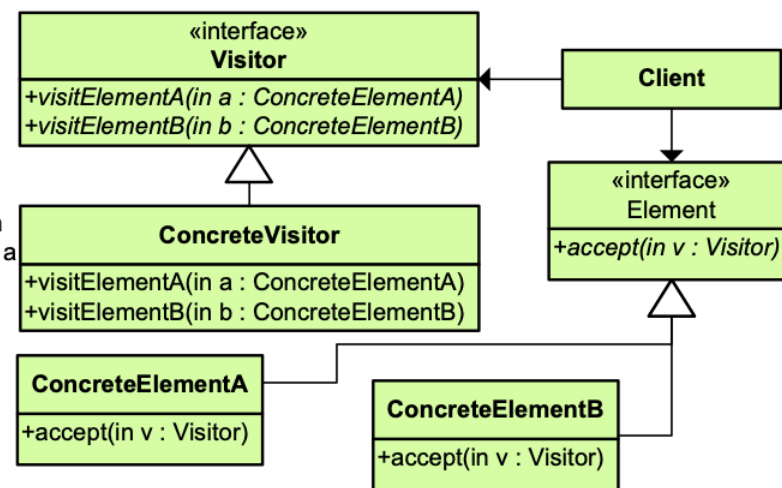 «interface»
Visitor
+visitElementA(in a : ConcreteElementA)
+visitElementB(in b : ConcreteElementB)
Client
«interface»
Element
+accept(in v : Visitor)
a
ConcreteVisitor
+visitElementA(in a : ConcreteElementA)
+visitElementB(in b : ConcreteElementB)
ConcreteElementA
+accept(in v : Visitor)
ConcreteElementB
+accept(in v : Visitor)